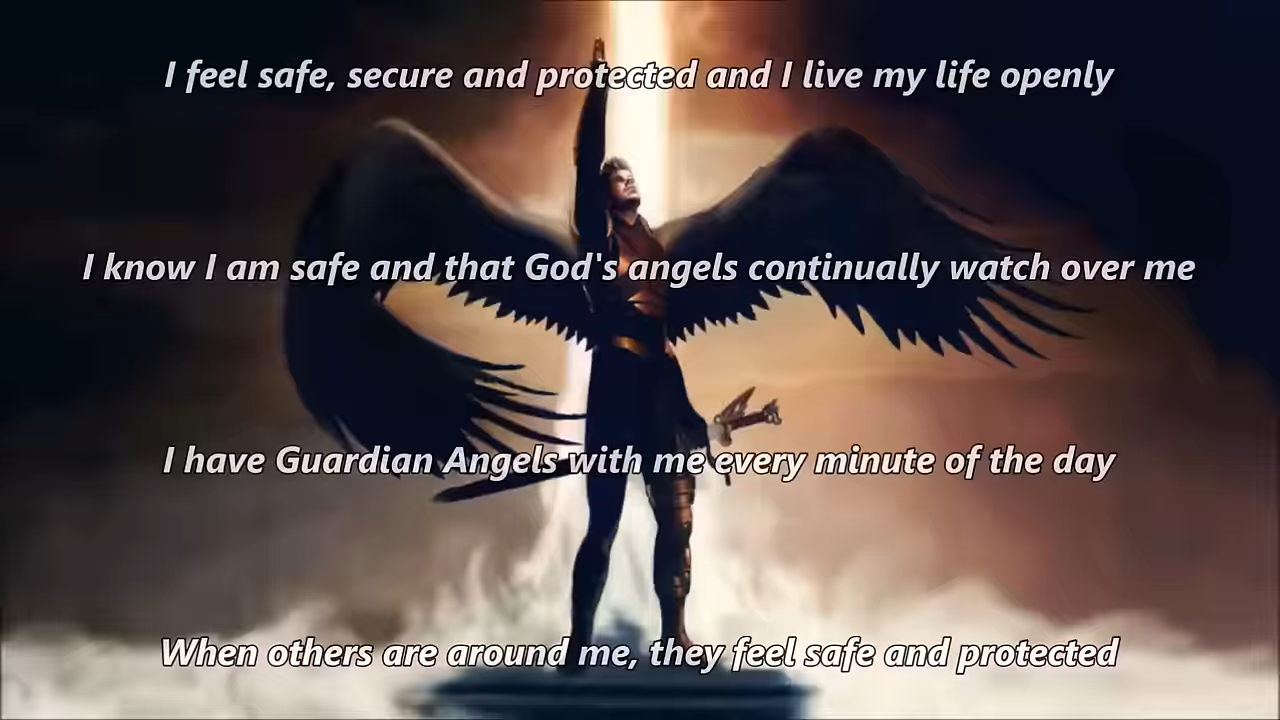 I feel safe, secure and protected and I live my life openly
I know I am safe and that God's angels continually watch over me
I have Guardian Angels with me every minute of the day
When others are around me, they feel safe and protected